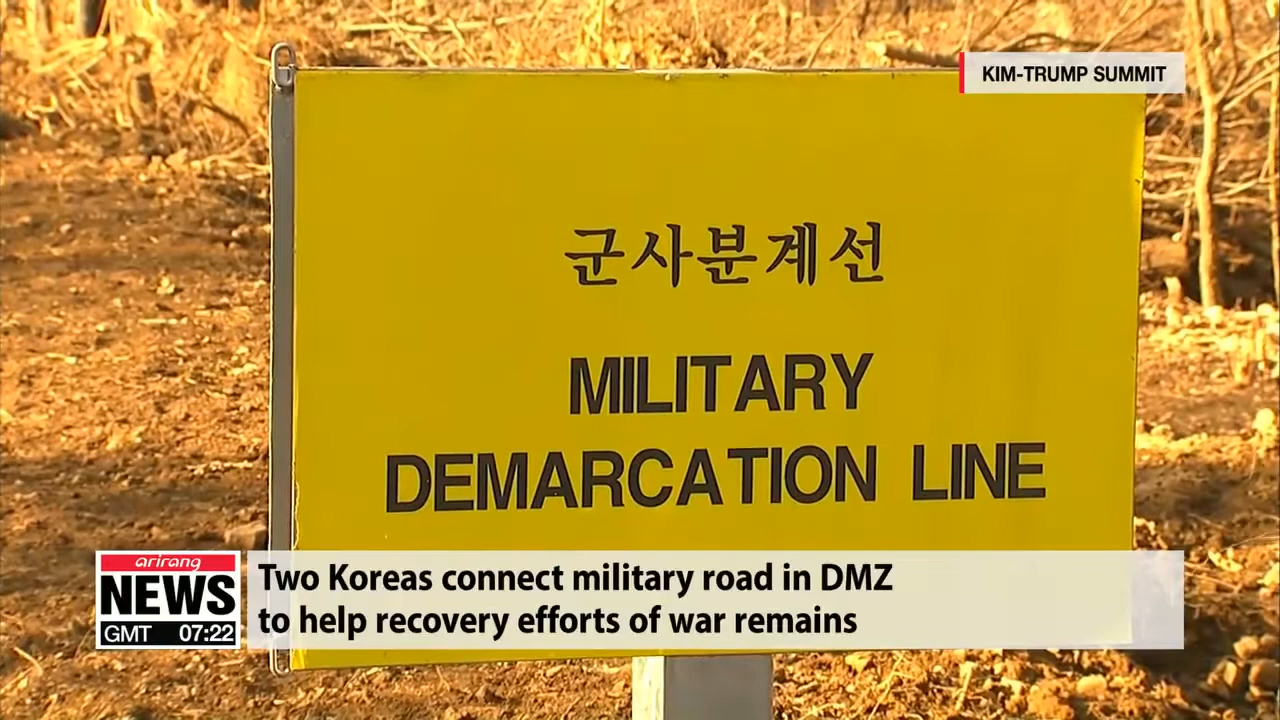 KIM-TRUMP SUMMIT
군사분계선
MILITARY
DEMARCATION LINE
arirang
NEWS
GMT 07:22
Two Koreas connect military road in DMZ
to help recovery efforts of war remains